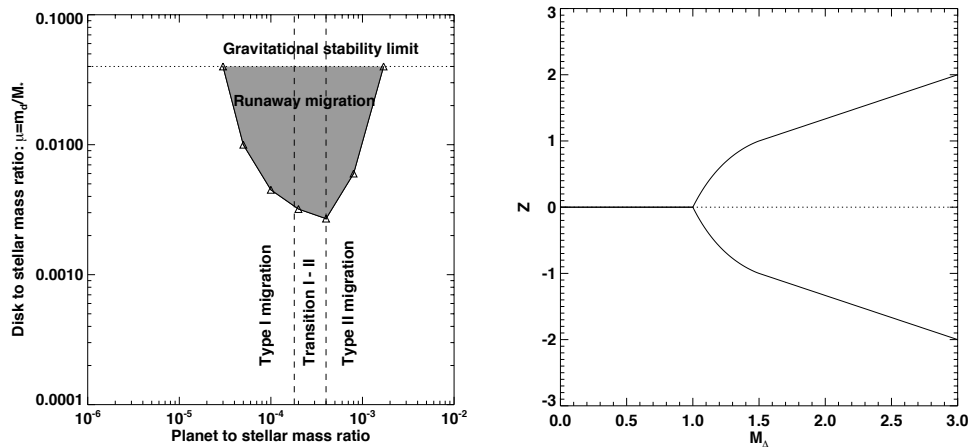 0.1000
Gravitational stability limit
Runaway migration
0.0100
0.0010
0.0001
Disk to stellar mass ratio: μ=m_d/M.
Type I migration
Transition I - II
Type II migration
10^-6
10^-5
10^-4
10^-3
10^-2
Planet to stellar mass ratio
3
2
1
0
-1
-2
-3
Z
0.0
0.5
1.0
1.5
2.0
2.5
3.0
M_Δ